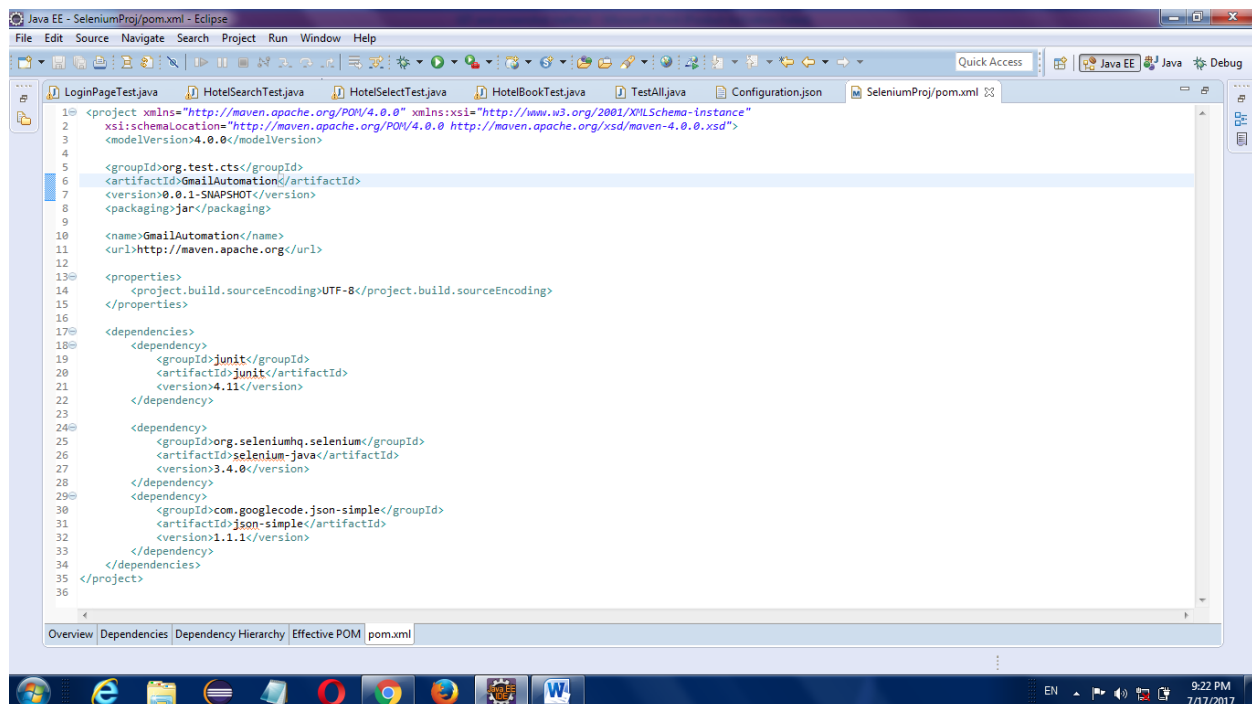 Java EE - SeleniumProj/pom.xml - Eclipse
File Edit Source Navigate Search Project Run Window Help
Quick Access Java EE Java Debug
LoginPageTest.java HotelSearchTest.java HotelSelectTest.java HotelBookTest.java TestAll.java Configuration.json SeleniumProj/pom.xml
1 <project xmlns="http://maven.apache.org/POM/4.0.0" xmlns:xsi="http://www.w3.org/2001/XMLSchema-instance"
2 xsi:schemaLocation="http://maven.apache.org/POM/4.0.0 http://maven.apache.org/xsd/maven-4.0.0.xsd">
3 <modelVersion>4.0.0</modelVersion>
4
5 <groupId>org.test.cts</groupId>
6 <artifactId>GmailAutomation</artifactId>
7 <version>0.0.1-SNAPSHOT</version>
8 <packaging>jar</packaging>
9
10 <name>GmailAutomation</name>
11 <url>http://maven.apache.org</url>
12
13 <properties>
14 <project.build.sourceEncoding>UTF-8</project.build.sourceEncoding>
15 </properties>
16
17 <dependencies>
18 <dependency>
19 <groupId>junit</groupId>
20 <artifactId>junit</artifactId>
21 <version>4.11</version>
22 </dependency>
23
24 <dependency>
25 <groupId>org.seleniumhq.selenium</groupId>
26 <artifactId>selenium-java</artifactId>
27 <version>3.4.0</version>
28 </dependency>
29 <dependency>
30 <groupId>com.googlecode.json-simple</groupId>
31 <artifactId>json-simple</artifactId>
32 <version>1.1.1</version>
33 </dependency>
34 </dependencies>
35 </project>
36
Overview Dependencies Dependency Hierarchy Effective POM pom.xml
EN 9:22 PM
7/17/2017